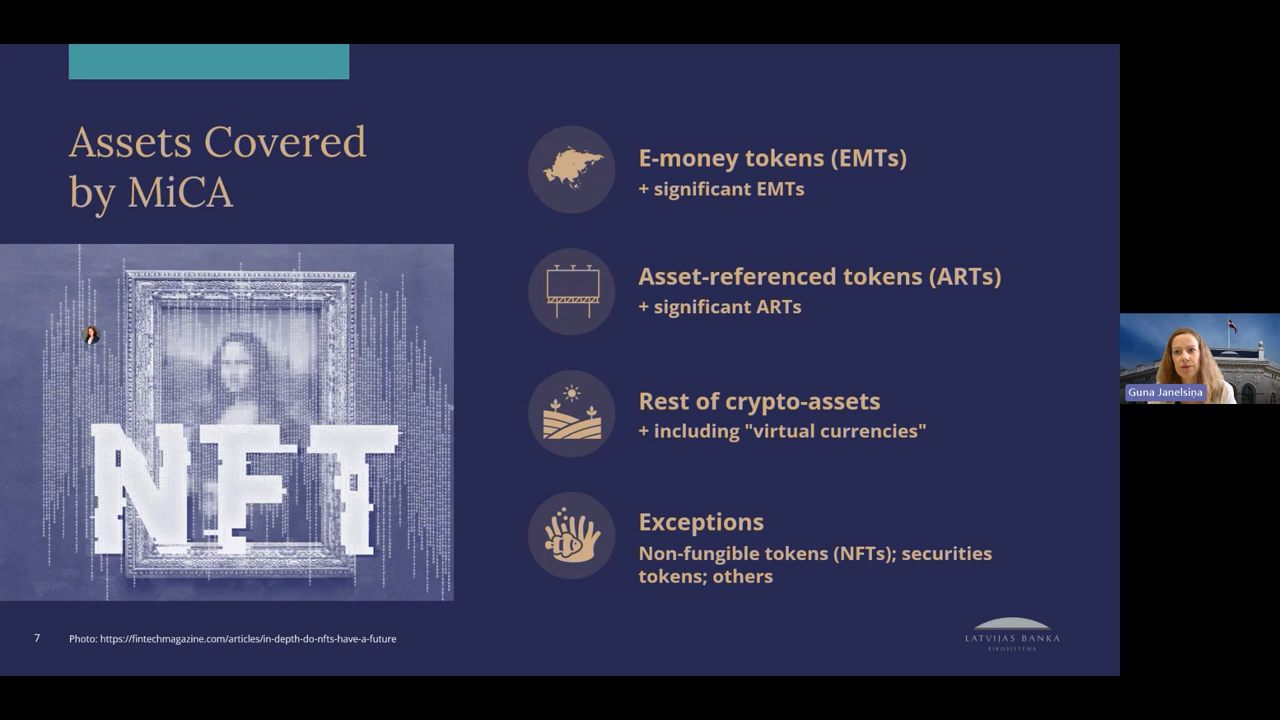 Assets Covered
by MiCA
NFT
E-money tokens (EMTs)
+ significant EMTs
Asset-referenced tokens (ARTs)
+ significant ARTs
Rest of crypto-assets
+ including "virtual currencies"
Exceptions
Non-fungible tokens (NFTs); securities
tokens; others
7
Photo: https://fintechmagazine.com/articles/in-depth-do-nfts-have-a-future
LATVIJAS BANKA
EIROSISTĒMA
Guna Janelsiņa